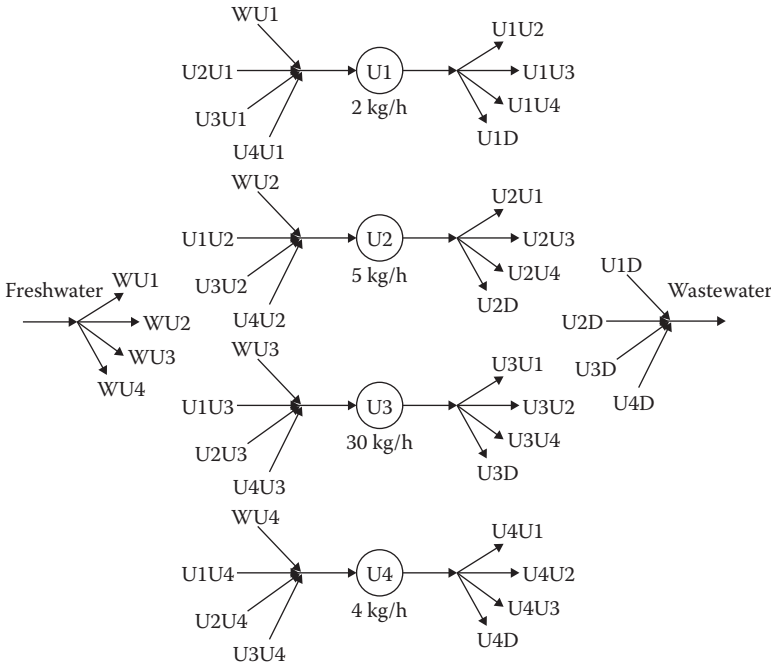 WU1
U2U1
U3U1
U4U1
U1
2 kg/h
U1U2
U1U3
U1U4
U1D
WU2
U1U2
U3U2
U4U2
U2
5 kg/h
U2U1
U2U3
U2U4
U2D
Freshwater
WU1
WU2
WU3
WU4
U1D
U2D
U3D
U4D
Wastewater
WU3
U1U3
U2U3
U4U3
U3
30 kg/h
U3U1
U3U2
U3U4
U3D
WU4
U1U4
U2U4
U3U4
U4
4 kg/h
U4U1
U4U2
U4U3
U4D